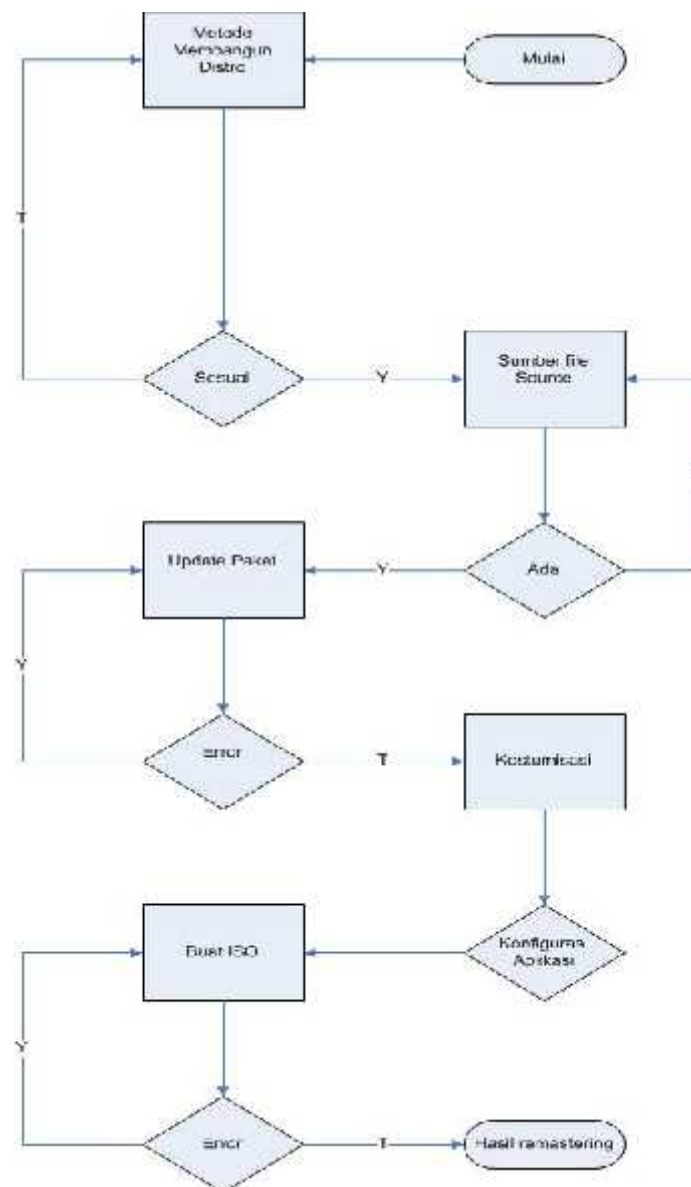 Metode
Membangun
Distro
Mulai
T
Sesuai
Y
Sumber file
Source
Update Paket
Y
Ada
Y
Error
T
Kostumisasi
Buat ISO
Konfiguras
Aplikasi
Y
Error
T
Hasil remastering